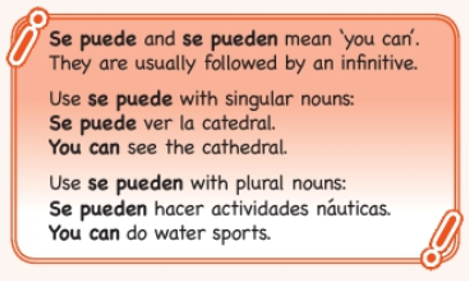 Se puede and se pueden mean 'you can'.
They are usually followed by an infinitive.
Use se puede with singular nouns:
Se puede ver la catedral.
You can see the cathedral.
Use se pueden with plural nouns:
Se pueden hacer actividades náuticas.
You can do water sports.